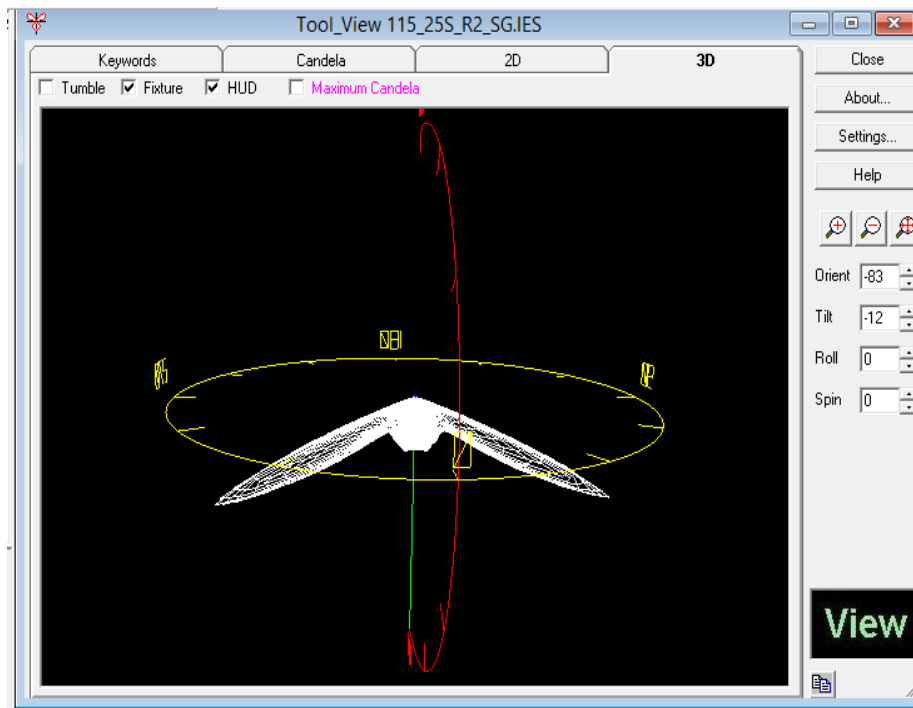 Tool_View 115_25S_R2_SG.IES
Keywords
Candela
2D
3D
Tumble
Fixture
HUD
Maximum Candela
Close
About...
Settings...
Help
Orient -83
Tilt -12
Roll 0
Spin 0
View